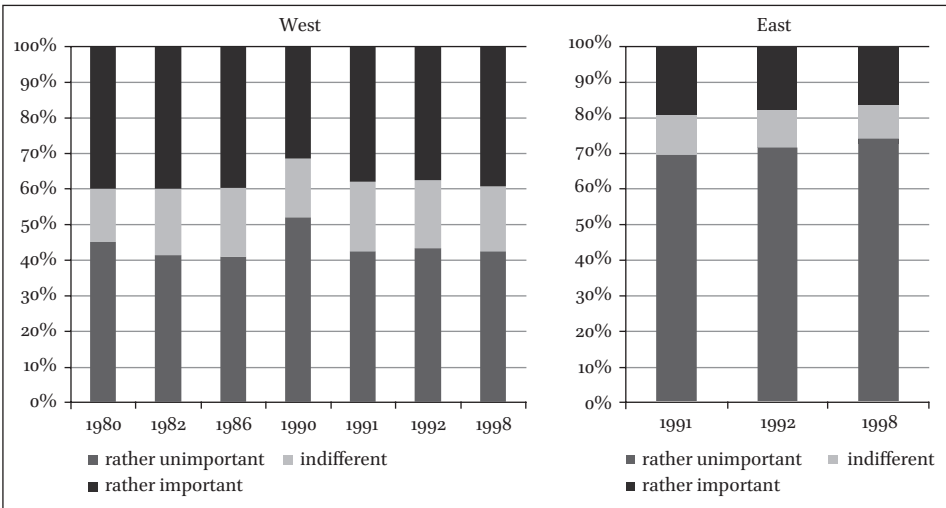 West
100%
90%
80%
70%
60%
50%
40%
30%
20%
10%
0%
1980 1982 1986 1990 1991 1992 1998
rather unimportant indifferent
rather important
East
100%
90%
80%
70%
60%
50%
40%
30%
20%
10%
0%
1991 1992 1998
rather unimportant indifferent
rather important